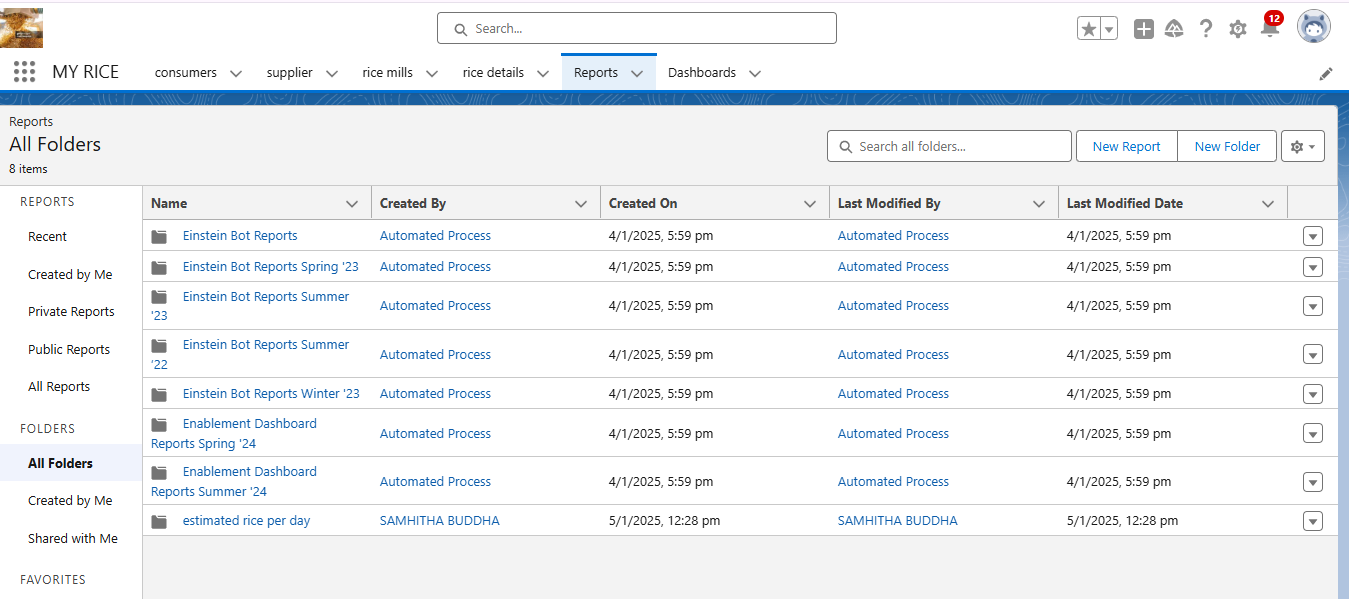 Search...
12
MY RICE
consumers
supplier
rice mills
rice details
Reports
Dashboards
Reports
All Folders
8 items
Search all folders...
New Report
New Folder
REPORTS
Recent
Created by Me
Private Reports
Public Reports
All Reports
FOLDERS
All Folders
Created by Me
Shared with Me
FAVORITES
Name Created By Created On Last Modified By Last Modified Date
Einstein Bot Reports Automated Process 4/1/2025, 5:59 pm Automated Process 4/1/2025, 5:59 pm
Einstein Bot Reports Spring '23 Automated Process 4/1/2025, 5:59 pm Automated Process 4/1/2025, 5:59 pm
Einstein Bot Reports Summer
'23 Automated Process 4/1/2025, 5:59 pm Automated Process 4/1/2025, 5:59 pm
Einstein Bot Reports Summer
'22 Automated Process 4/1/2025, 5:59 pm Automated Process 4/1/2025, 5:59 pm
Einstein Bot Reports Winter '23 Automated Process 4/1/2025, 5:59 pm Automated Process 4/1/2025, 5:59 pm
Enablement Dashboard
Reports Spring '24 Automated Process 4/1/2025, 5:59 pm Automated Process 4/1/2025, 5:59 pm
Enablement Dashboard
Reports Summer '24 Automated Process 4/1/2025, 5:59 pm Automated Process 4/1/2025, 5:59 pm
estimated rice per day SAMHITHA BUDDHA 5/1/2025, 12:28 pm SAMHITHA BUDDHA 5/1/2025, 12:28 pm